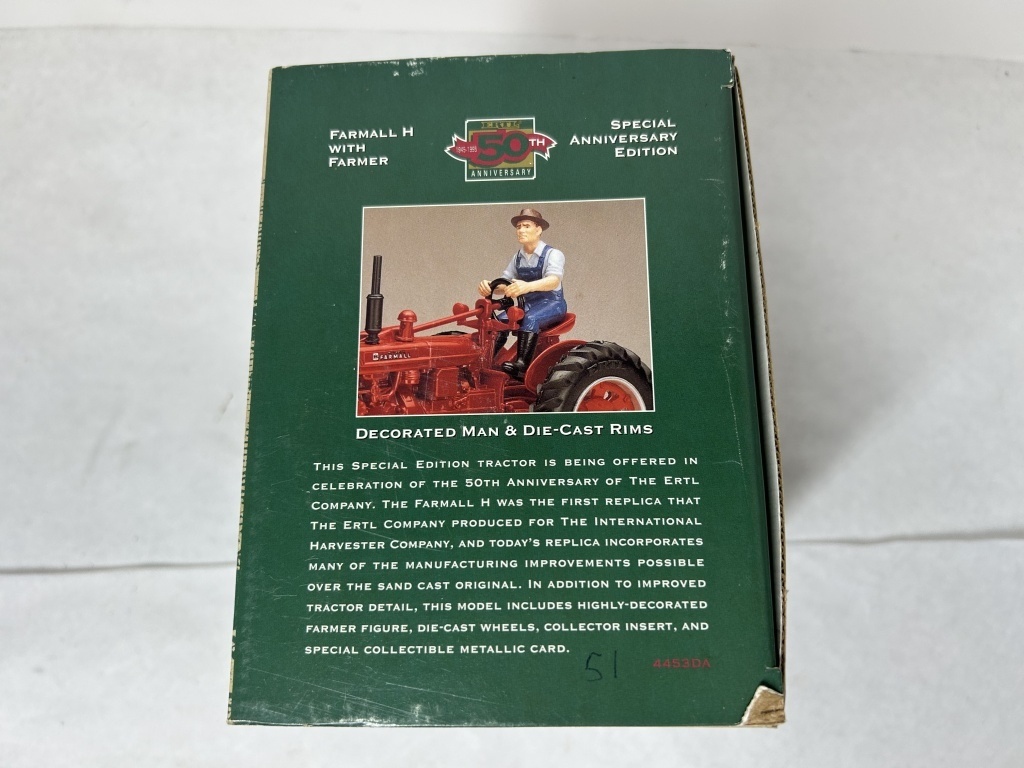 FARMALL H
WITH
FARMER
ERTL
1945-1995
50TH
ANNIVERSARY
SPECIAL
ANNIVERSARY
EDITION
FARMALL
DECORATED MAN & DIE-CAST RIMS
THIS SPECIAL EDITION TRACTOR IS BEING OFFERED IN
CELEBRATION OF THE 50TH ANNIVERSARY OF THE ERTL
COMPANY. THE FARMALL H WAS THE FIRST REPLICA THAT
THE ERTL COMPANY PRODUCED FOR THE INTERNATIONAL
HARVESTER COMPANY, AND TODAY'S REPLICA INCORPORATES
MANY OF THE MANUFACTURING IMPROVEMENTS POSSIBLE
OVER THE SAND CAST ORIGINAL. IN ADDITION TO IMPROVED
TRACTOR DETAIL, THIS MODEL INCLUDES HIGHLY-DECORATED
FARMER FIGURE, DIE-CAST WHEELS, COLLECTOR INSERT, AND
SPECIAL COLLECTIBLE METALLIC CARD.
51
4453DA